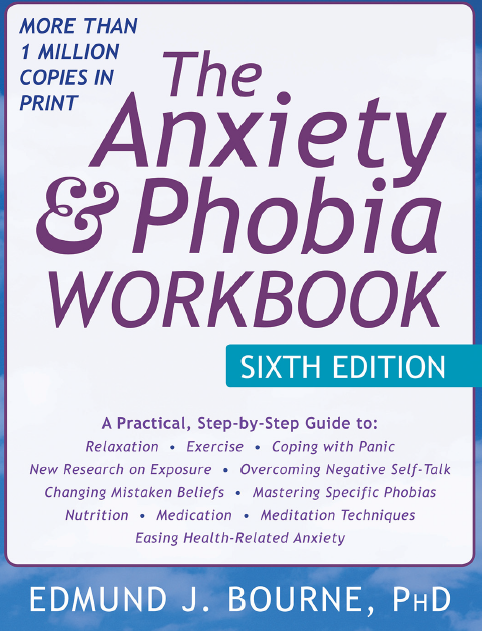 MORE THAN
1 MILLION
COPIES IN
PRINT
The
Anxiety
& Phobia
WORKBOOK
SIXTH EDITION
A Practical, Step-by-Step Guide to:
Relaxation • Exercise • Coping with Panic
New Research on Exposure • Overcoming Negative Self-Talk
Changing Mistaken Beliefs • Mastering Specific Phobias
Nutrition • Medication • Meditation Techniques
Easing Health-Related Anxiety
EDMUND J. BOURNE, PHD